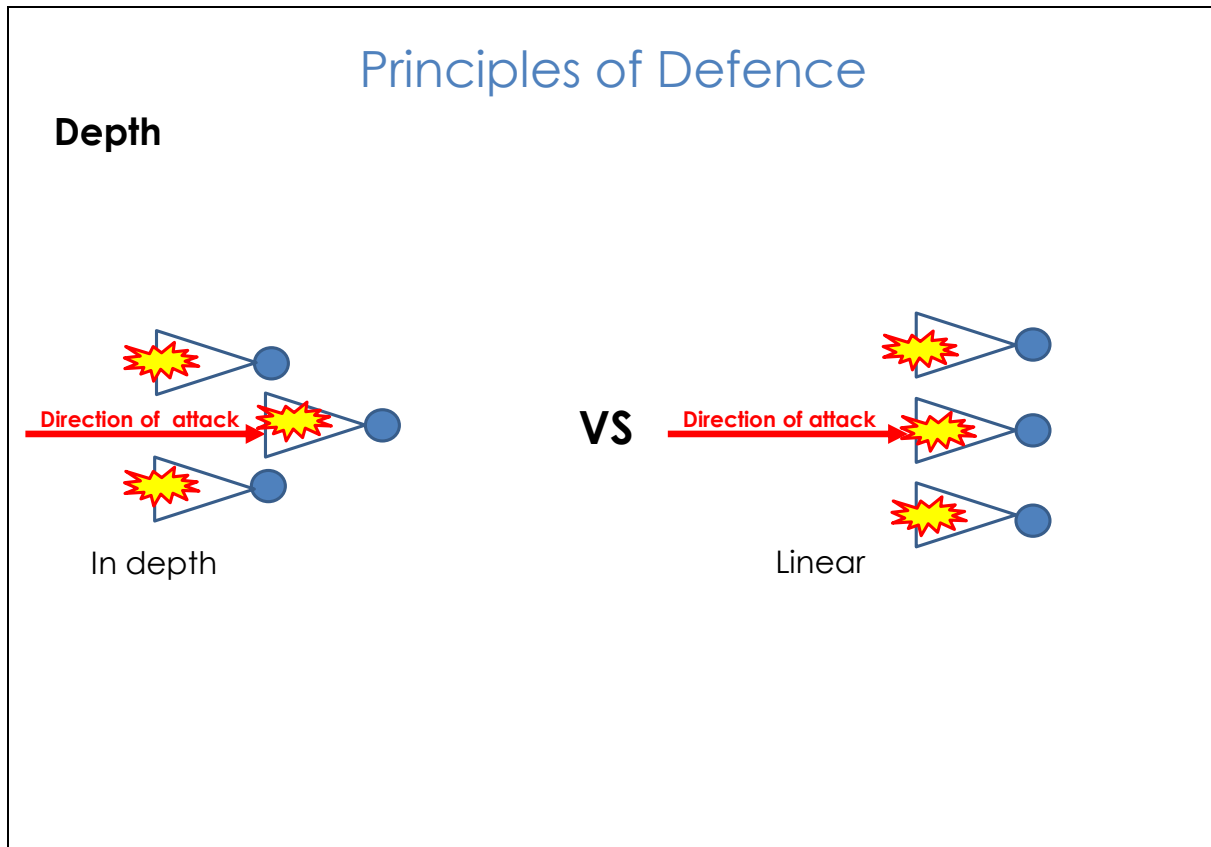 Principles of Defence
Depth
Direction of attack
VS
Direction of attack
In depth
Linear